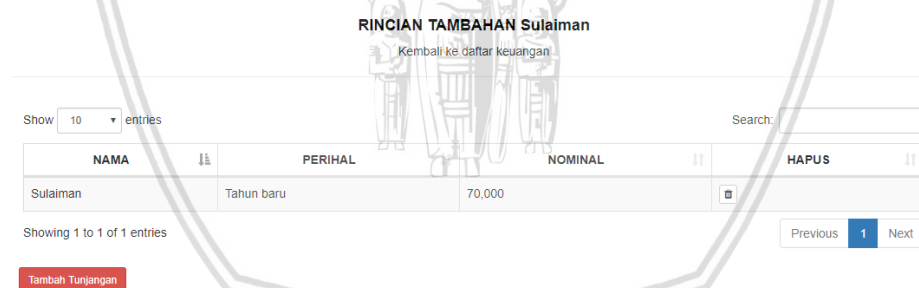 RINCIAN TAMBAHAN Sulaiman
Kembali ke daftar keuangan
Show 10 entries Search:
NAMA PERIHAL NOMINAL HAPUS
Sulaiman Tahun baru 70,000
Showing 1 to 1 of 1 entries Previous 1 Next
Tambah Tunjangan